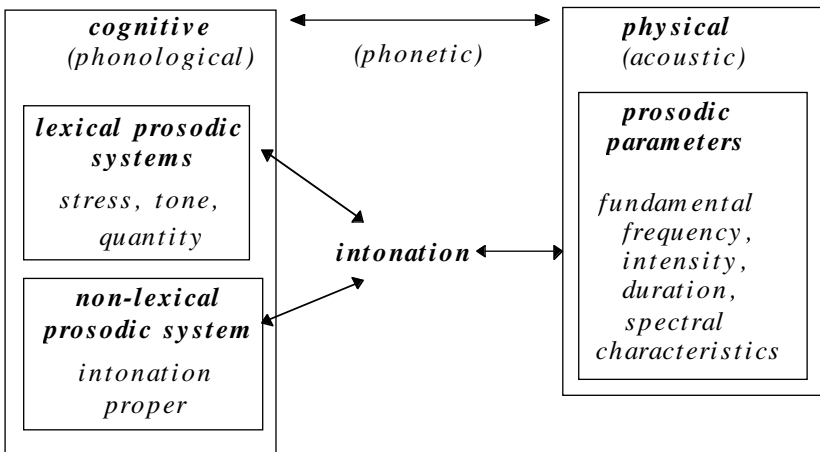 cognitive
(phonological)
lexical prosodic
systems
stress, tone,
quantity
non-lexical
prosodic system
intonation
proper
(phonetic)
intonation
physical
(acoustic)
prosodic
parameters
fundamental
frequency,
intensity,
duration,
spectral
characteristics